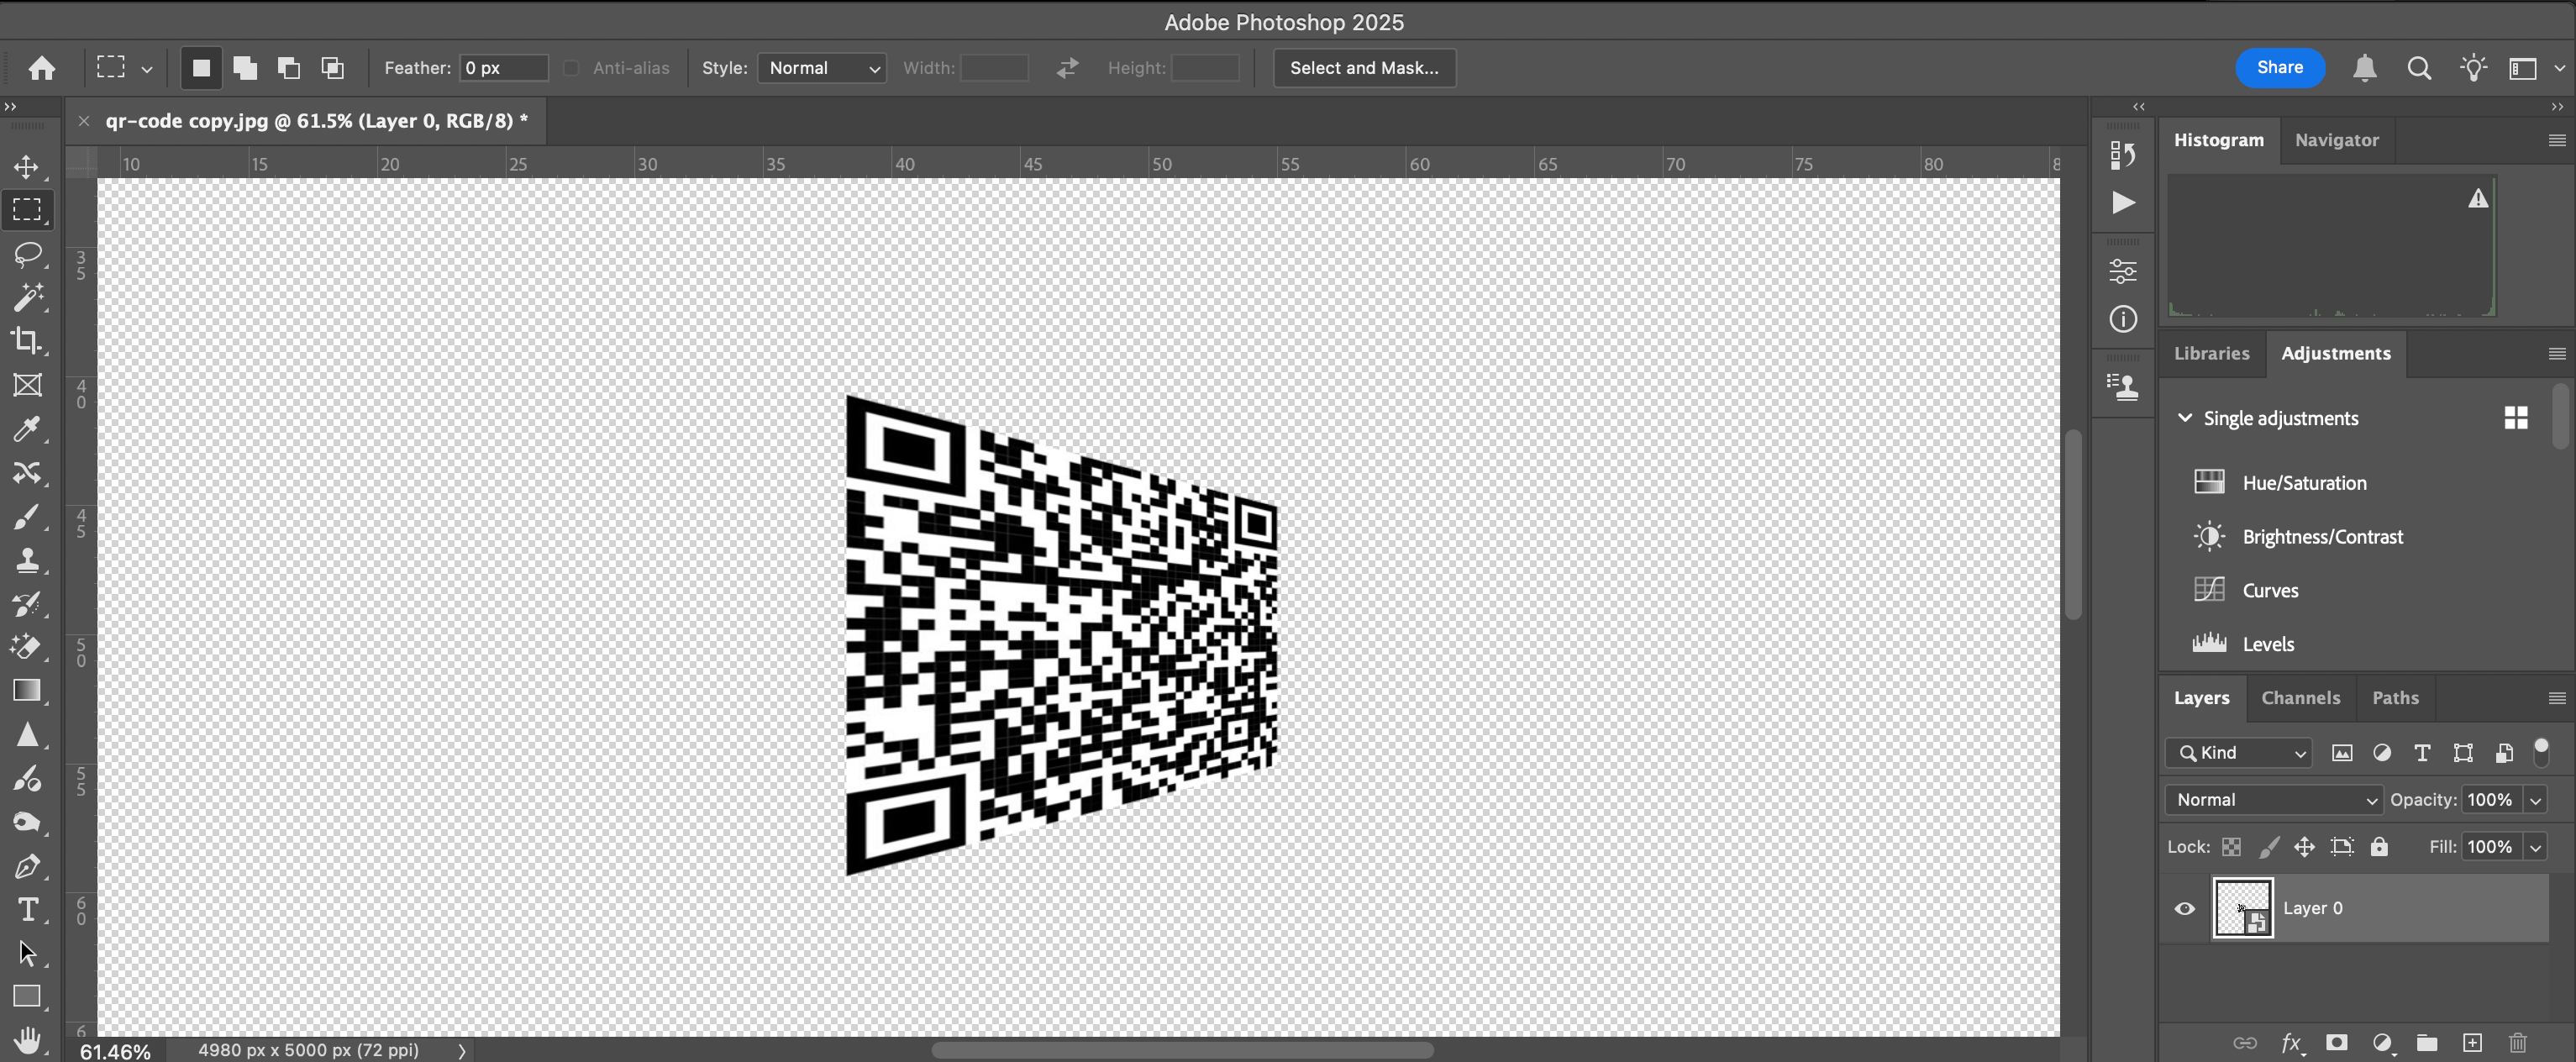 Adobe Photoshop 2025
Feather: 0 px Anti-alias Style: Normal Width: Height: Select and Mask... Share
qr-code copy.jpg @ 61.5% (Layer 0, RGB/8) *
10 15 20 25 30 35 40 45 50 55 60 65 70 75 80 8
35
40
45
50
55
60
6
61.46% 4980 px x 5000 px (72 ppi)
Histogram Navigator
Libraries Adjustments
Single adjustments
Hue/Saturation
Brightness/Contrast
Curves
Levels
Layers Channels Paths
Kind
Normal Opacity: 100%
Lock: Fill: 100%
Layer 0
fx